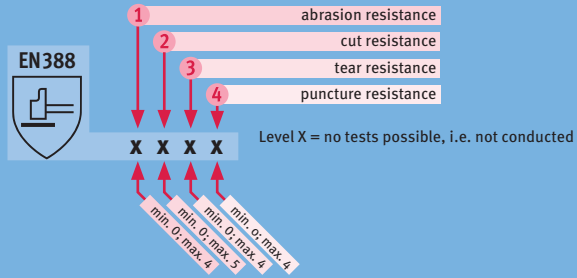 1 abrasion resistance
2 cut resistance
3 tear resistance
4 puncture resistance
EN388
X X X X
Level X = no tests possible, i.e. not conducted
min. 0; max. 4
min. 0; max. 5
min. 0; max. 4
min. o; max. 4